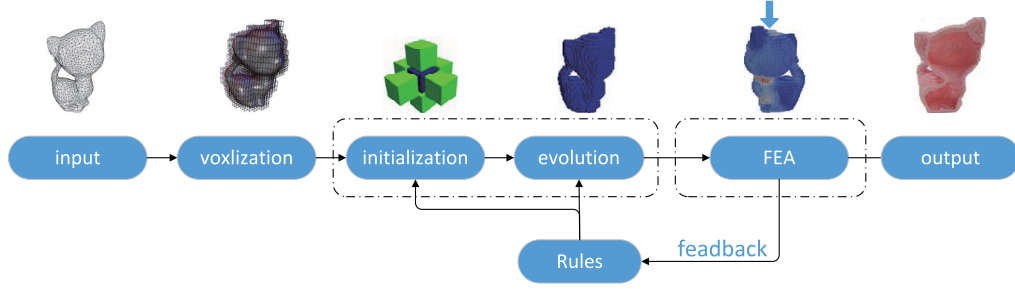 input
voxlization
initialization
evolution
FEA
output
feadback
Rules